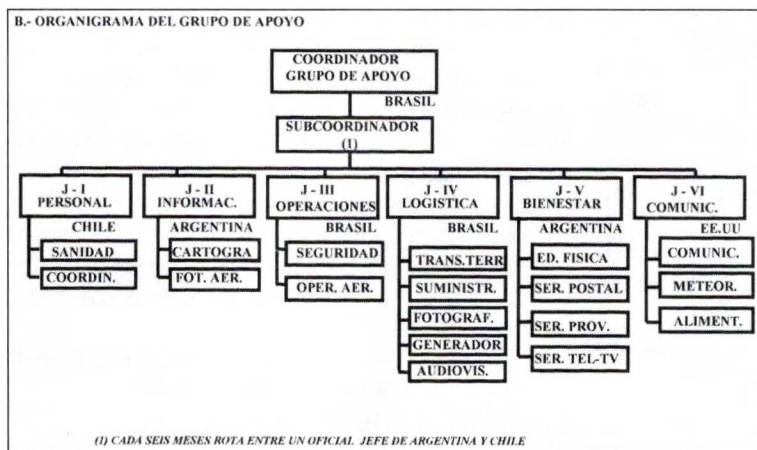 B.- ORGANIGRAMA DEL GRUPO DE APOYO
COORDINADOR
GRUPO DE APOYO
BRASIL
SUBCOORDINADOR
(1)
J - I
PERSONAL
CHILE
SANIDAD
COORDIN.
J - II
INFORMAC.
ARGENTINA
CARTOGRA
FOT. AER.
J - III
OPERACIONES
BRASIL
SEGURIDAD
OPER. AER.
J - IV
LOGISTICA
BRASIL
TRANS.TERR
SUMINISTR.
FOTOGRAF.
GENERADOR
AUDIOVIS.
J - V
BIENESTAR
ARGENTINA
ED. FISICA
SER. POSTAL
SER. PROV.
SER. TEL-TV
J - VI
COMUNIC.
EE.UU
COMUNIC.
METEOR.
ALIMENT.
(1) CADA SEIS MESES ROTA ENTRE UN OFICIAL JEFE DE ARGENTINA Y CHILE